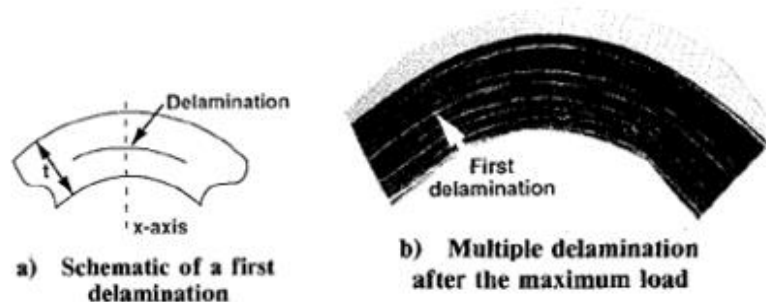 Delamination
t
x-axis
a) Schematic of a first
delamination
First
delamination
b) Multiple delamination
after the maximum load